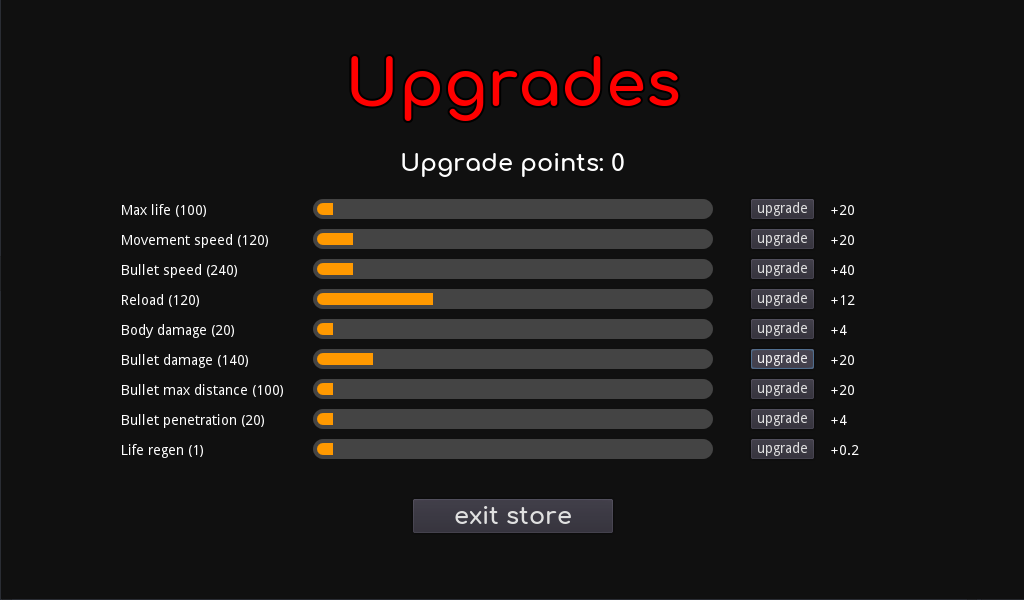 Upgrades
Upgrade points: 0
Max life (100) upgrade +20
Movement speed (120) upgrade +20
Bullet speed (240) upgrade +40
Reload (120) upgrade +12
Body damage (20) upgrade +4
Bullet damage (140) upgrade +20
Bullet max distance (100) upgrade +20
Bullet penetration (20) upgrade +4
Life regen (1) upgrade +0.2
exit store